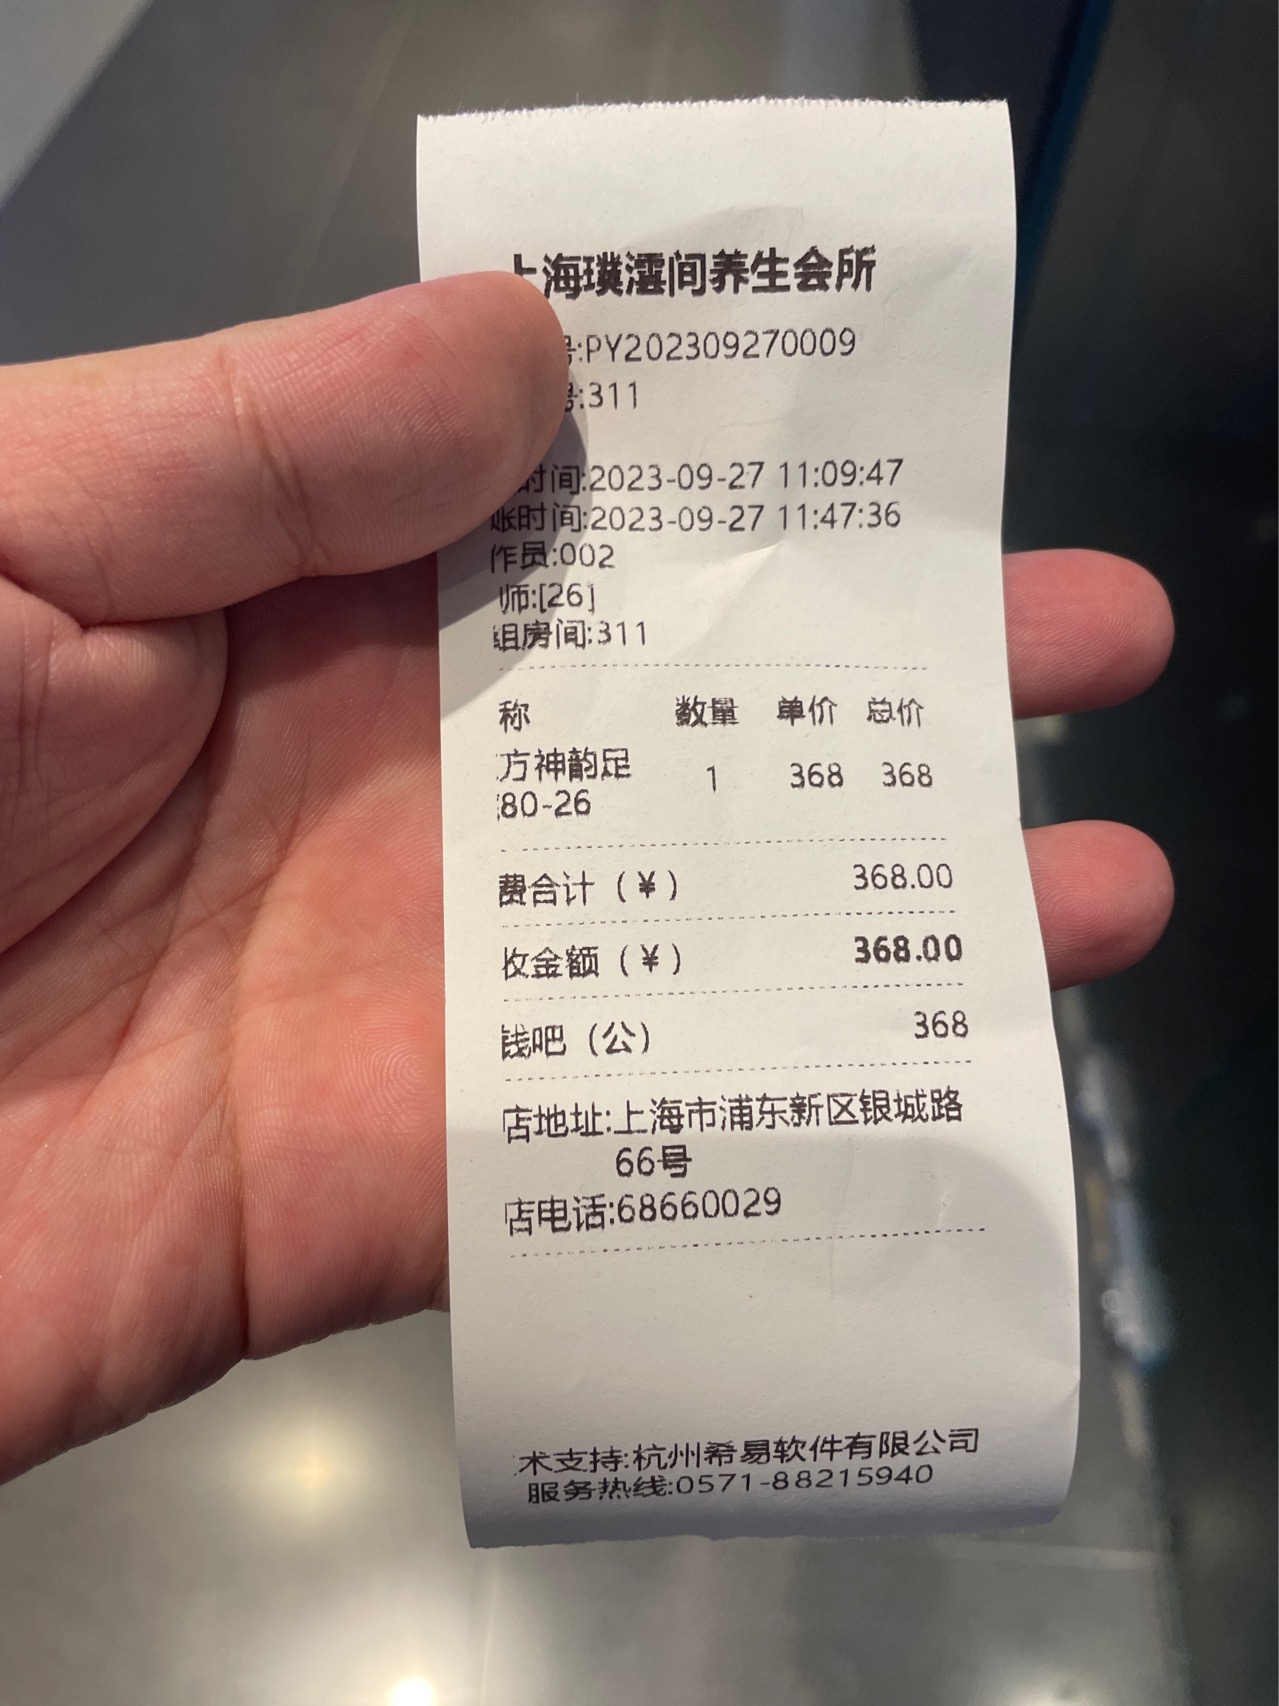 上海璞澐间养生会所
号:PY202309270009
号:311
时间:2023-09-27 11:09:47
账时间:2023-09-27 11:47:36
作员:002
师:[26]
组房间:311
称 数量 单价 总价
方神韵足 1 368 368
80-26
费合计（¥） 368.00
收金额（¥） 368.00
钱吧（公） 368
店地址:上海市浦东新区银城路
66号
店电话:68660029
术支持:杭州希易软件有限公司
服务热线:0571-88215940